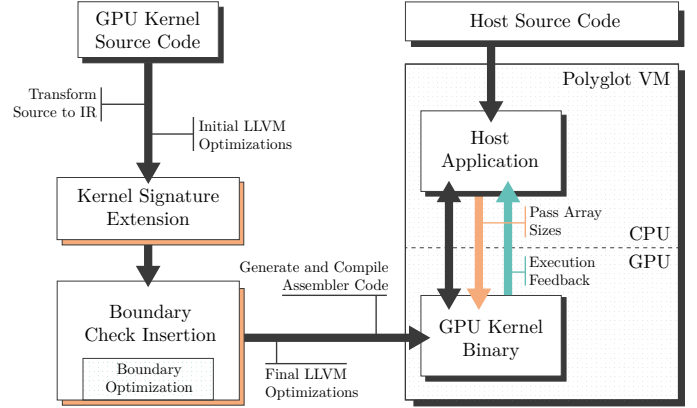 GPU Kernel
Source Code
Transform
Source to IR
Initial LLVM
Optimizations
Kernel Signature
Extension
Boundary
Check Insertion
Boundary
Optimization
Generate and Compile
Assembler Code
Final LLVM
Optimizations
Host Source Code
Polyglot VM
Host
Application
Pass Array
Sizes
CPU
GPU
Execution
Feedback
GPU Kernel
Binary